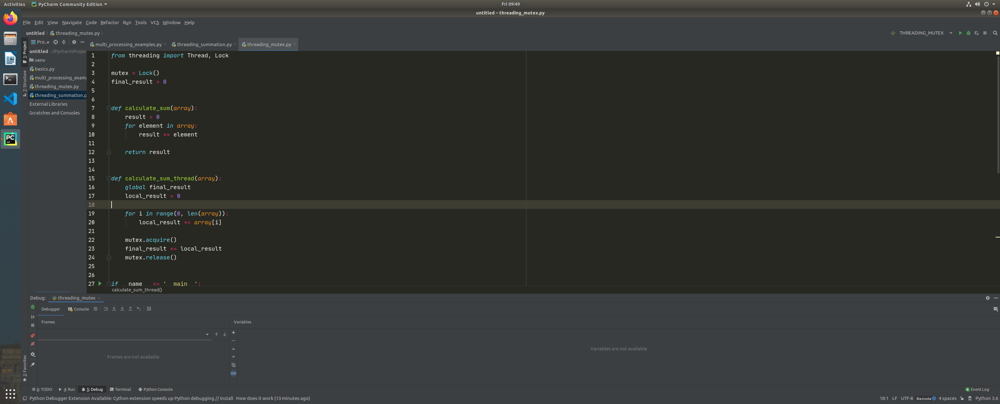 Activities PyCharm Community Edition Fri 09:49
untitled – threading_mutex.py
File Edit View Navigate Code Refactor Run Tools VCS Window Help
untitled threading_mutex.py THREADING_MUTEX
Pro.. multi_processing_examples.py threading_summation.py threading_mutex.py
1: Project
7: Structure
2: Favorites
untitled ~/PycharmProjec
venv
basics.py
multi_processing_exam
threading_mutex.py
threading_summation.p
External Libraries
Scratches and Consoles
1 from threading import Thread, Lock
2
3 mutex = Lock()
4 final_result = 0
5
6
7 def calculate_sum(array):
8 result = 0
9 for element in array:
10 result += element
11
12 return result
13
14
15 def calculate_sum_thread(array):
16 global final_result
17 local_result = 0
18
19 for i in range(0, len(array)):
20 local_result += array[i]
21
22 mutex.acquire()
23 final_result += local_result
24 mutex.release()
25
26
27 if __name__ == '__main__':
calculate_sum_thread()
Debug: threading_mutex
Debugger Console
Frames Variables
Frames are not available Variables are not available
6: TODO 4: Run 5: Debug Terminal Python Console Event Log
Python Debugger Extension Available: Cython extension speeds up Python debugging // Install How does it work (13 minutes ago) 18:1 LF UTF-8 Darcula 4 spaces Python 3.6